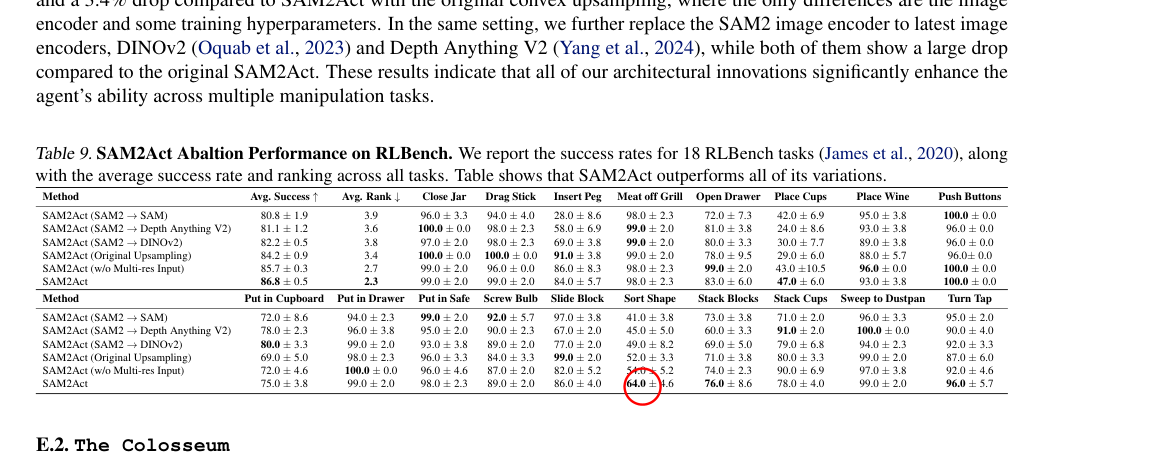 and a 3.4% drop compared to SAM2Act with the original convex upsampling, where the only differences are the image
encoder and some training hyperparameters. In the same setting, we further replace the SAM2 image encoder to latest image
encoders, DINOv2 (Oquab et al., 2023) and Depth Anything V2 (Yang et al., 2024), while both of them show a large drop
compared to the original SAM2Act. These results indicate that all of our architectural innovations significantly enhance the
agent's ability across multiple manipulation tasks.
Table 9. SAM2Act Abaltion Performance on RLBench. We report the success rates for 18 RLBench tasks (James et al., 2020), along
with the average success rate and ranking across all tasks. Table shows that SAM2Act outperforms all of its variations.
Method Avg. Success ↑ Avg. Rank ↓ Close Jar Drag Stick Insert Peg Meat off Grill Open Drawer Place Cups Place Wine Push Buttons
SAM2Act (SAM2 → SAM) 80.8 ± 1.9 3.9 96.0 ± 3.3 94.0 ± 4.0 28.0 ± 8.6 98.0 ± 2.3 72.0 ± 7.3 42.0 ± 6.9 95.0 ± 3.8 100.0 ± 0.0
SAM2Act (SAM2 → Depth Anything V2) 81.1 ± 1.2 3.6 100.0 ± 0.0 98.0 ± 2.3 58.0 ± 6.9 99.0 ± 2.0 81.0 ± 3.8 24.0 ± 8.6 93.0 ± 3.8 96.0 ± 0.0
SAM2Act (SAM2 → DINOv2) 82.2 ± 0.5 3.8 97.0 ± 2.0 98.0 ± 2.3 69.0 ± 3.8 99.0 ± 2.0 80.0 ± 3.3 30.0 ± 7.7 89.0 ± 3.8 96.0 ± 0.0
SAM2Act (Original Upsampling) 84.2 ± 0.9 3.4 100.0 ± 0.0 100.0 ± 0.0 91.0 ± 3.8 99.0 ± 2.0 78.0 ± 9.5 29.0 ± 6.0 88.0 ± 5.7 96.0± 0.0
SAM2Act (w/o Multi-res Input) 85.7 ± 0.3 2.7 99.0 ± 2.0 96.0 ± 0.0 86.0 ± 8.3 98.0 ± 2.3 99.0 ± 2.0 43.0 ±10.5 96.0 ± 0.0 100.0 ± 0.0
SAM2Act 86.8 ± 0.5 2.3 99.0 ± 2.0 99.0 ± 2.0 84.0 ± 5.7 98.0 ± 2.3 83.0 ± 6.0 47.0 ± 6.0 93.0 ± 3.8 100.0 ± 0.0
Method Put in Cupboard Put in Drawer Put in Safe Screw Bulb Slide Block Sort Shape Stack Blocks Stack Cups Sweep to Dustpan Turn Tap
SAM2Act (SAM2 → SAM) 72.0 ± 8.6 94.0 ± 2.3 99.0 ± 2.0 92.0 ± 5.7 97.0 ± 3.8 41.0 ± 3.8 73.0 ± 3.8 71.0 ± 2.0 96.0 ± 3.3 95.0 ± 2.0
SAM2Act (SAM2 → Depth Anything V2) 78.0 ± 2.3 96.0 ± 3.8 95.0 ± 2.0 90.0 ± 2.3 67.0 ± 2.0 45.0 ± 5.0 60.0 ± 3.3 91.0 ± 2.0 100.0 ± 0.0 90.0 ± 4.0
SAM2Act (SAM2 → DINOv2) 80.0 ± 3.3 99.0 ± 2.0 93.0 ± 3.8 89.0 ± 2.0 77.0 ± 2.0 49.0 ± 8.2 69.0 ± 5.0 79.0 ± 6.8 94.0 ± 2.3 92.0 ± 3.3
SAM2Act (Original Upsampling) 69.0 ± 5.0 98.0 ± 2.3 96.0 ± 3.3 84.0 ± 3.3 99.0 ± 2.0 52.0 ± 3.3 71.0 ± 3.8 80.0 ± 3.3 99.0 ± 2.0 87.0 ± 6.0
SAM2Act (w/o Multi-res Input) 72.0 ± 4.6 100.0 ± 0.0 96.0 ± 4.6 87.0 ± 2.0 82.0 ± 5.2 54.0 ± 5.2 74.0 ± 2.3 90.0 ± 6.9 97.0 ± 3.8 92.0 ± 4.6
SAM2Act 75.0 ± 3.8 99.0 ± 2.0 98.0 ± 2.3 89.0 ± 2.0 86.0 ± 4.0 64.0 ± 4.6 76.0 ± 8.6 78.0 ± 4.0 99.0 ± 2.0 96.0 ± 5.7
E.2. The Colosseum